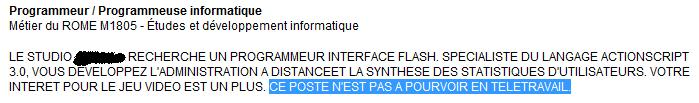 Programmeur / Programmeuse informatique
Métier du ROME M1805 - Études et développement informatique
LE STUDIO RECHERCHE UN PROGRAMMEUR INTERFACE FLASH. SPECIALISTE DU LANGAGE ACTIONSCRIPT
3.0, VOUS DEVELOPPEZ L'ADMINISTRATION A DISTANCEET LA SYNTHESE DES STATISTIQUES D'UTILISATEURS. VOTRE
INTERET POUR LE JEU VIDEO EST UN PLUS. CE POSTE N'EST PAS A POURVOIR EN TELETRAVAIL.